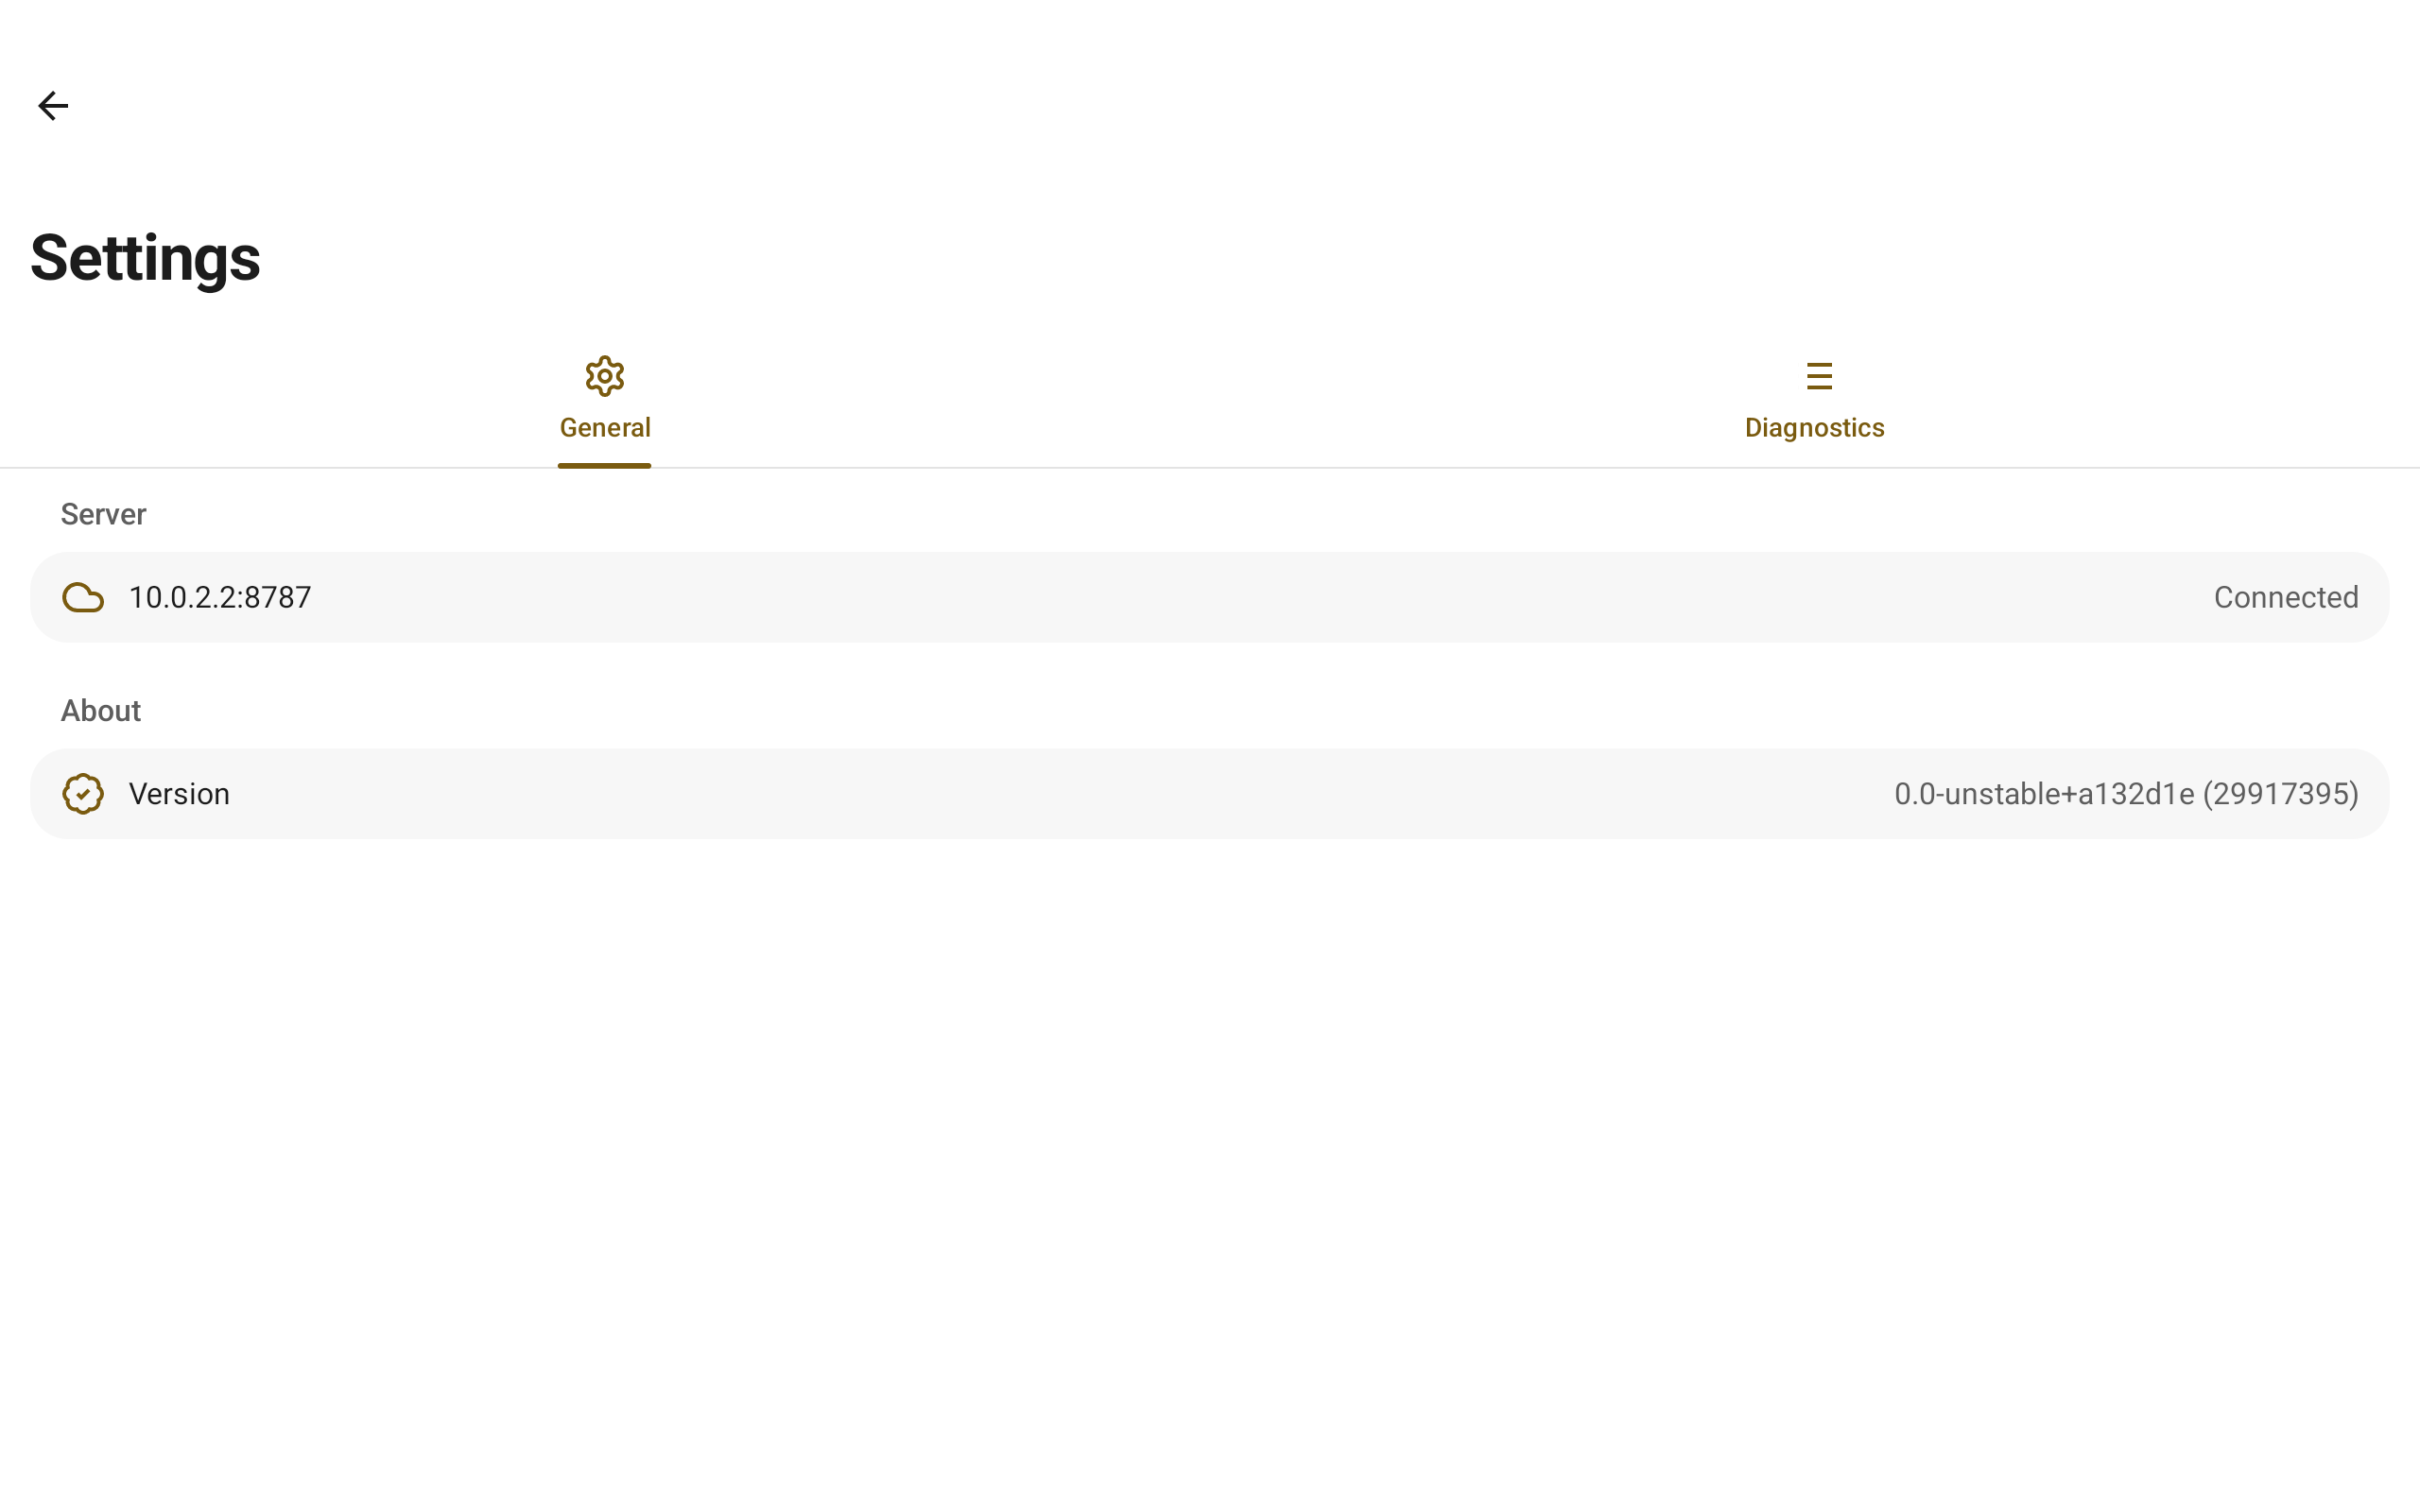 Settings
General
Diagnostics
Server
10.0.2.2:8787
Connected
About
Version
0.0-unstable+a132d1e (29917395)